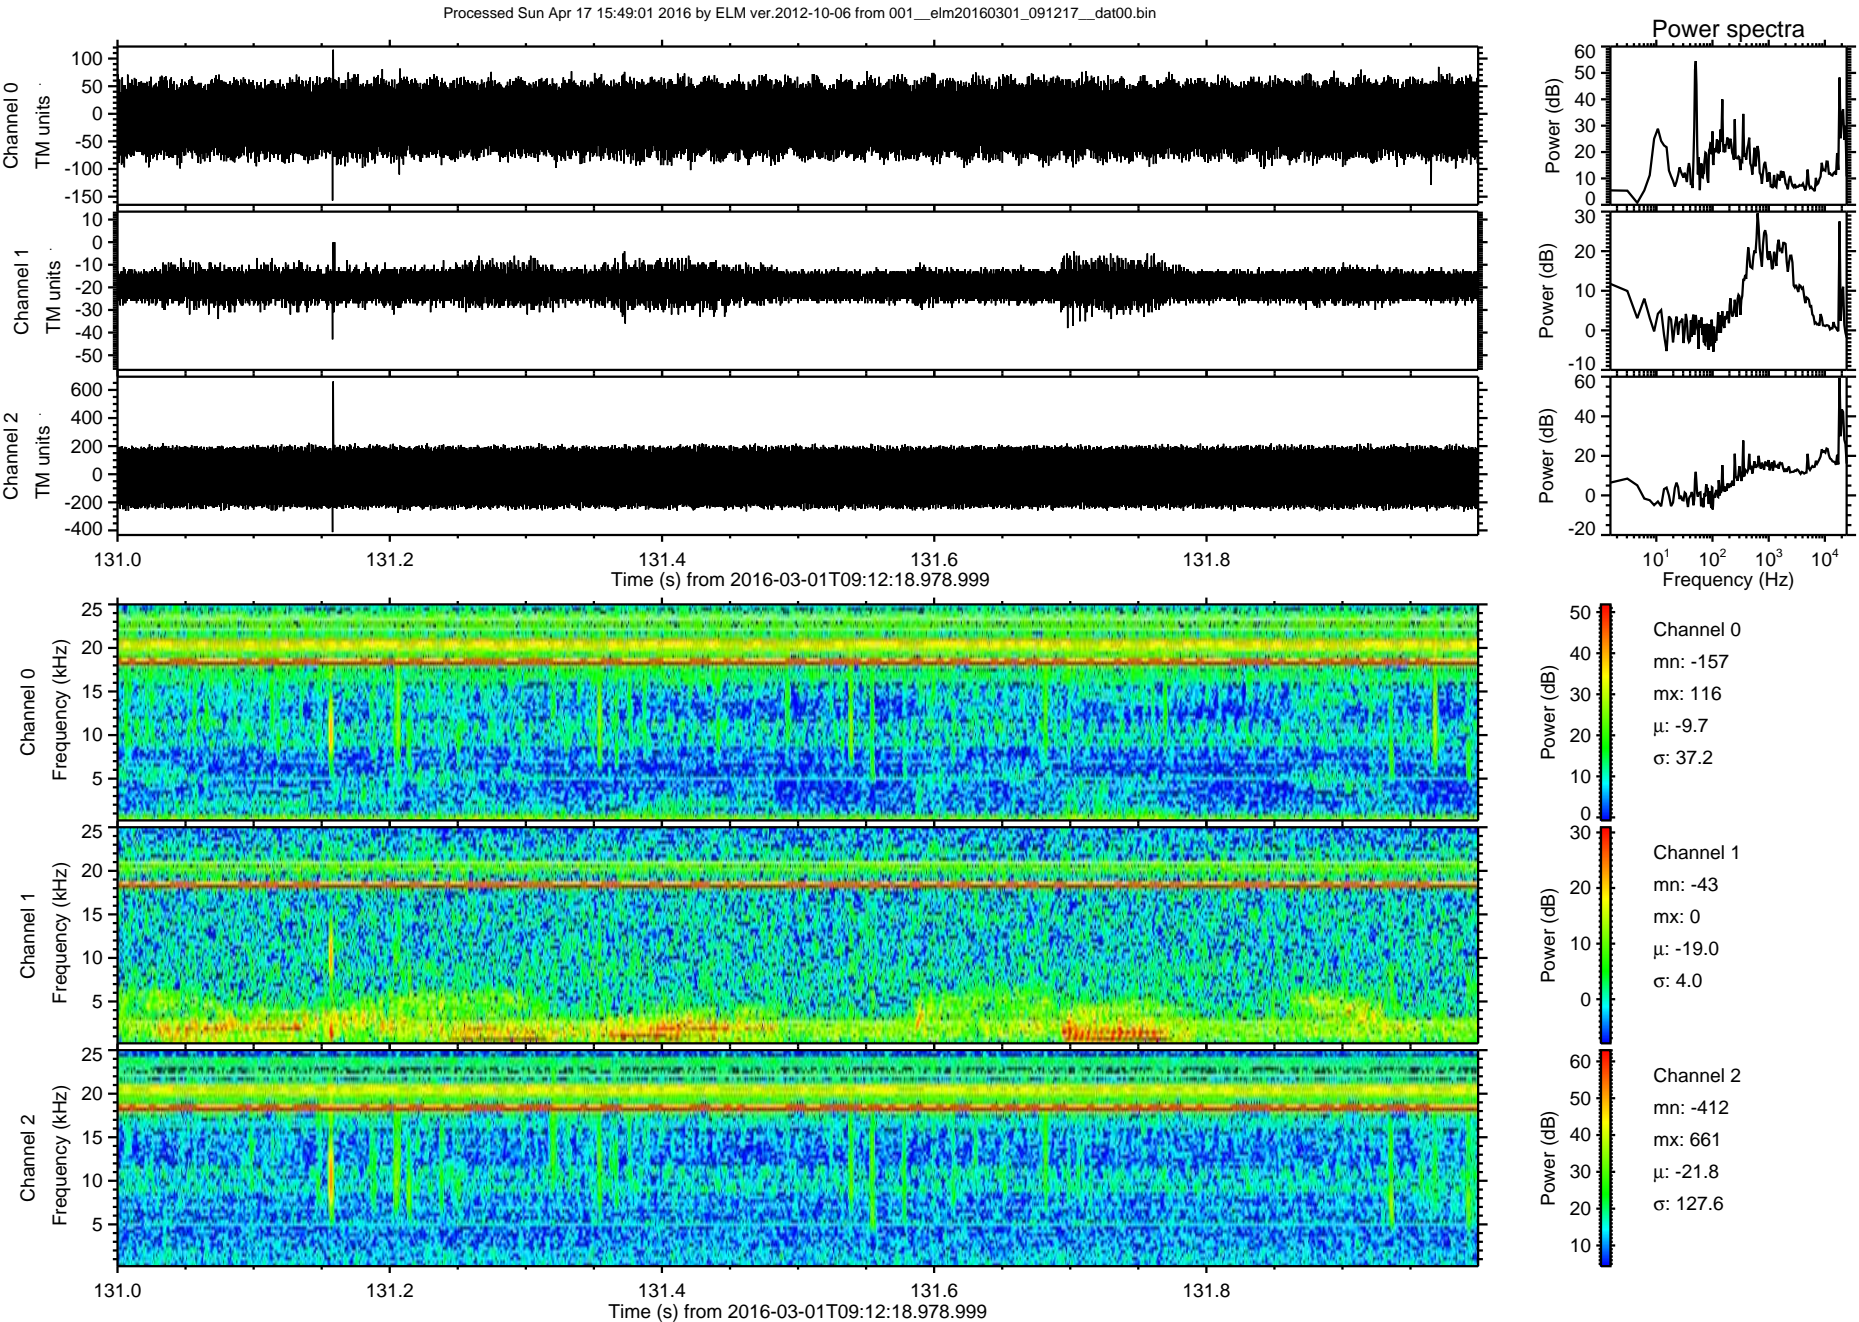 Processed Sun Apr 17 15:49:01 2016 by ELM ver.2012-10-06 from 001__elm20160301_091217__dat00.bin
Power spectra
Channel 0
TM units
100
50
0
-50
-100
-150
Power (dB)
60
50
40
30
20
10
0
Channel 1
TM units
10
0
-10
-20
-30
-40
-50
Power (dB)
30
20
10
0
-10
Channel 2
TM units
600
400
200
0
-200
-400
Power (dB)
60
40
20
0
-20
131.0 131.2 131.4 131.6 131.8
Time (s) from 2016-03-01T09:12:18.978.999
10^1 10^2 10^3 10^4
Frequency (Hz)
Channel 0
Frequency (kHz)
25
20
15
10
5
Power (dB)
50
40
30
20
10
0
Channel 0
mn: -157
mx: 116
μ: -9.7
σ: 37.2
Channel 1
Frequency (kHz)
25
20
15
10
5
Power (dB)
30
20
10
0
Channel 1
mn: -43
mx: 0
μ: -19.0
σ: 4.0
Channel 2
Frequency (kHz)
25
20
15
10
5
Power (dB)
60
50
40
30
20
10
Channel 2
mn: -412
mx: 661
μ: -21.8
σ: 127.6
131.0 131.2 131.4 131.6 131.8
Time (s) from 2016-03-01T09:12:18.978.999